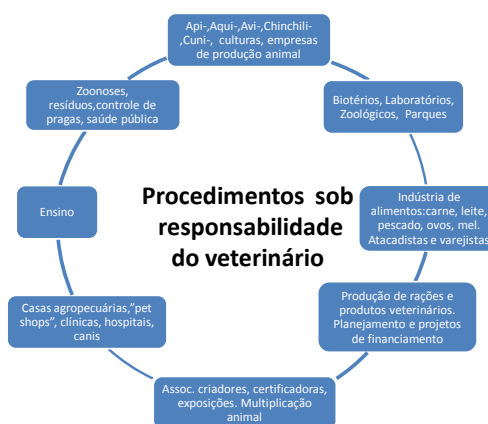 Api-,Aqui-,Avi-,Chinchili-
,Cuni-, culturas, empresas
de produção animal
Biotérios, Laboratórios,
Zoológicos, Parques
Indústria de
alimentos:carne, leite,
pescado, ovos, mel.
Atacadistas e varejistas
Produção de rações e
produtos veterinários.
Planejamento e projetos
de financiamento
Assoc. criadores, certificadoras,
exposições. Multiplicação
animal
Casas agropecuárias,"pet
shops", clínicas, hospitais,
canis
Ensino
Zoonoses,
resíduos,controle de
pragas, saúde pública
Procedimentos sob
responsabilidade
do veterinário